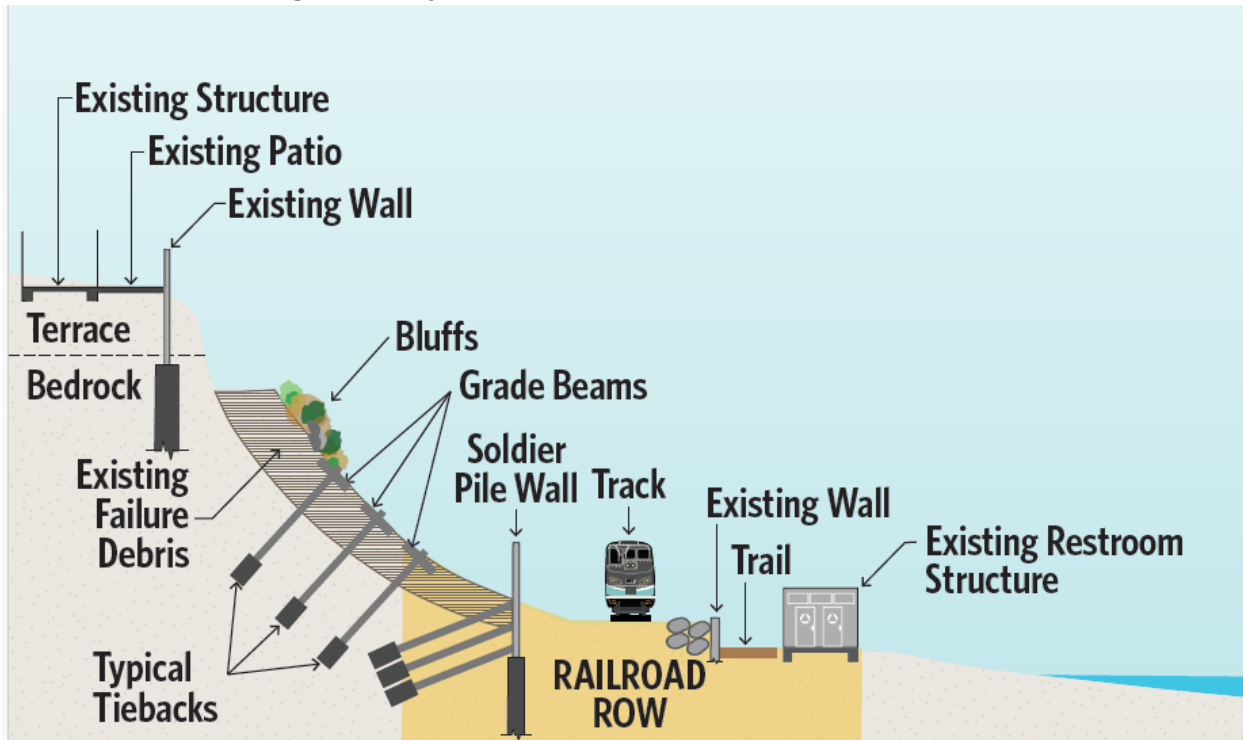 Existing Structure
Existing Patio
Existing Wall
Terrace
Bedrock
Bluffs
Grade Beams
Existing
Failure
Debris
Soldier
Pile Wall
Track
Existing Wall
Trail
Existing Restroom
Structure
Typical
Tiebacks
RAILROAD
ROW